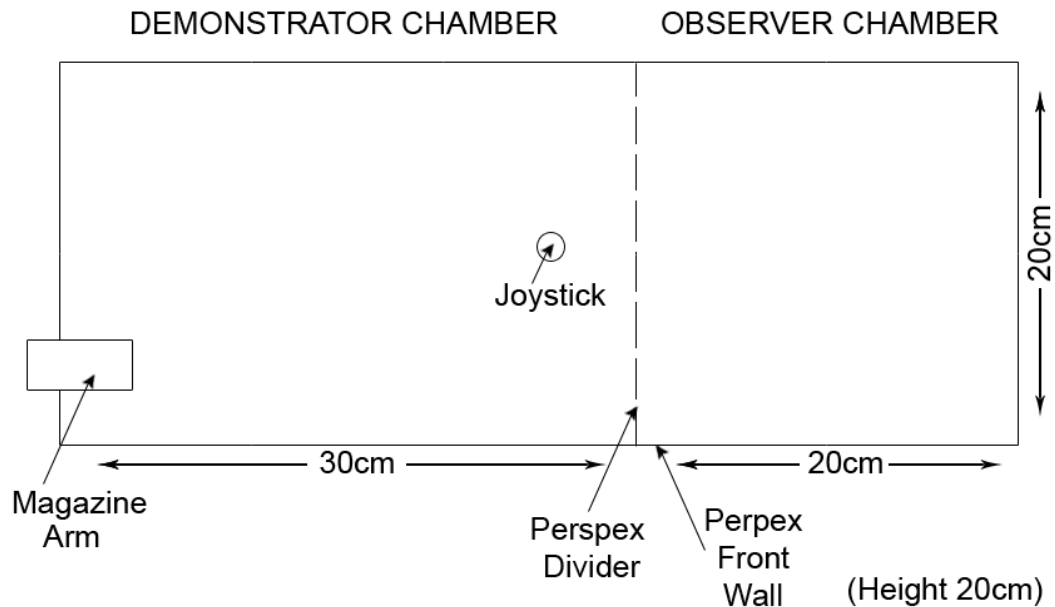 DEMONSTRATOR CHAMBER
OBSERVER CHAMBER
Joystick
20cm
30cm
20cm
Magazine
Arm
Perspex
Divider
Perpex
Front
Wall
(Height 20cm)